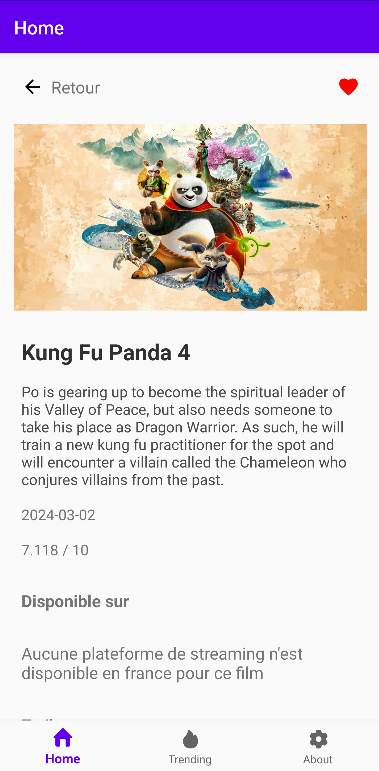 Home
Retour
Kung Fu Panda 4
Po is gearing up to become the spiritual leader of
his Valley of Peace, but also needs someone to
take his place as Dragon Warrior. As such, he will
train a new kung fu practitioner for the spot and
will encounter a villain called the Chameleon who
conjures villains from the past.
2024-03-02
7.118 / 10
Disponible sur
Aucune plateforme de streaming n'est
disponible en france pour ce film
Home
Trending
About